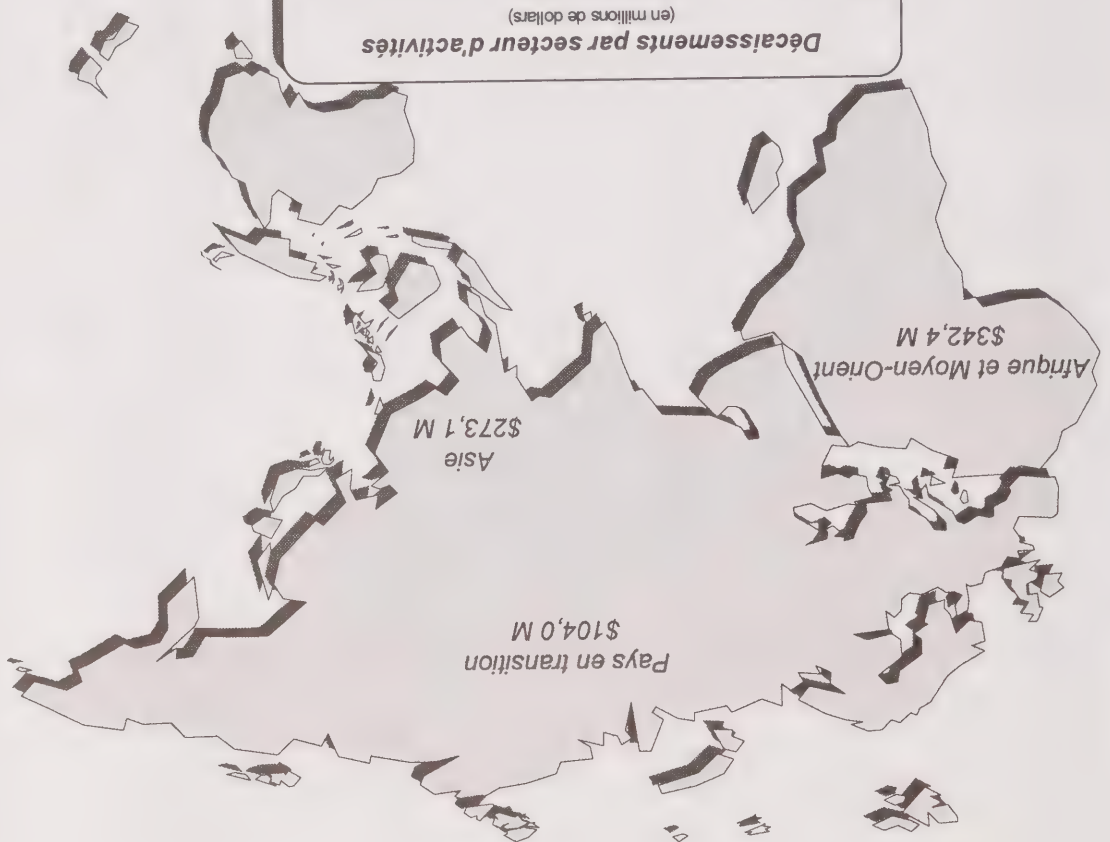 Pays en transition
$104,0 M
Asie
$273,1 M
Afrique et Moyen-Orient
$342,4 M
Décaissements par secteur d'activités
(en millions de dollars)